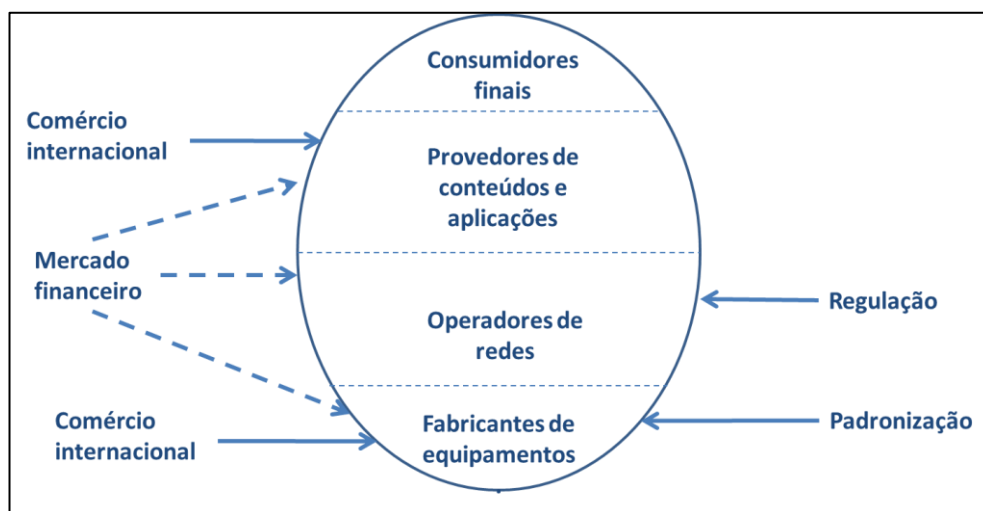 Consumidores
finais
Comércio
internacional
Provedores de
conteúdos e
aplicações
Mercado
financeiro
Regulação
Operadores de
redes
Comércio
internacional
Fabricantes de
equipamentos
Padronização